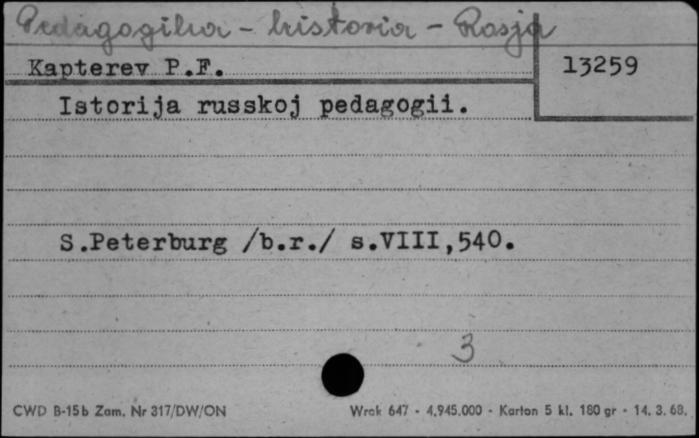 Pedagogika - historia - Rosja
Kapterev P.F.
13259
Istorija russkoj pedagogii.
S.Peterburg /b.r./ s.VIII,540.
3
CWD B-15b Zam. Nr 317/DW/ON
Wrak 647 - 4.945.000 - Karton 5 kl. 180 gr - 14. 3. 68.